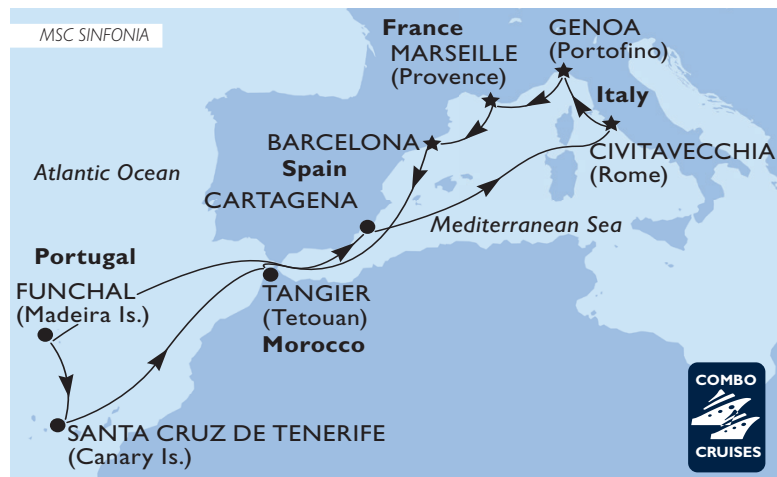 MSC SINFONIA
France
MARSEILLE
(Provence)
GENOA
(Portofino)
Italy
BARCELONA
Spain
CARTAGENA
CIVITAVECCHIA
(Rome)
Atlantic Ocean
Mediterranean Sea
Portugal
FUNCHAL
(Madeira Is.)
TANGIER
(Tetouan)
Morocco
SANTA CRUZ DE TENERIFE
(Canary Is.)
COMBO
CRUISES